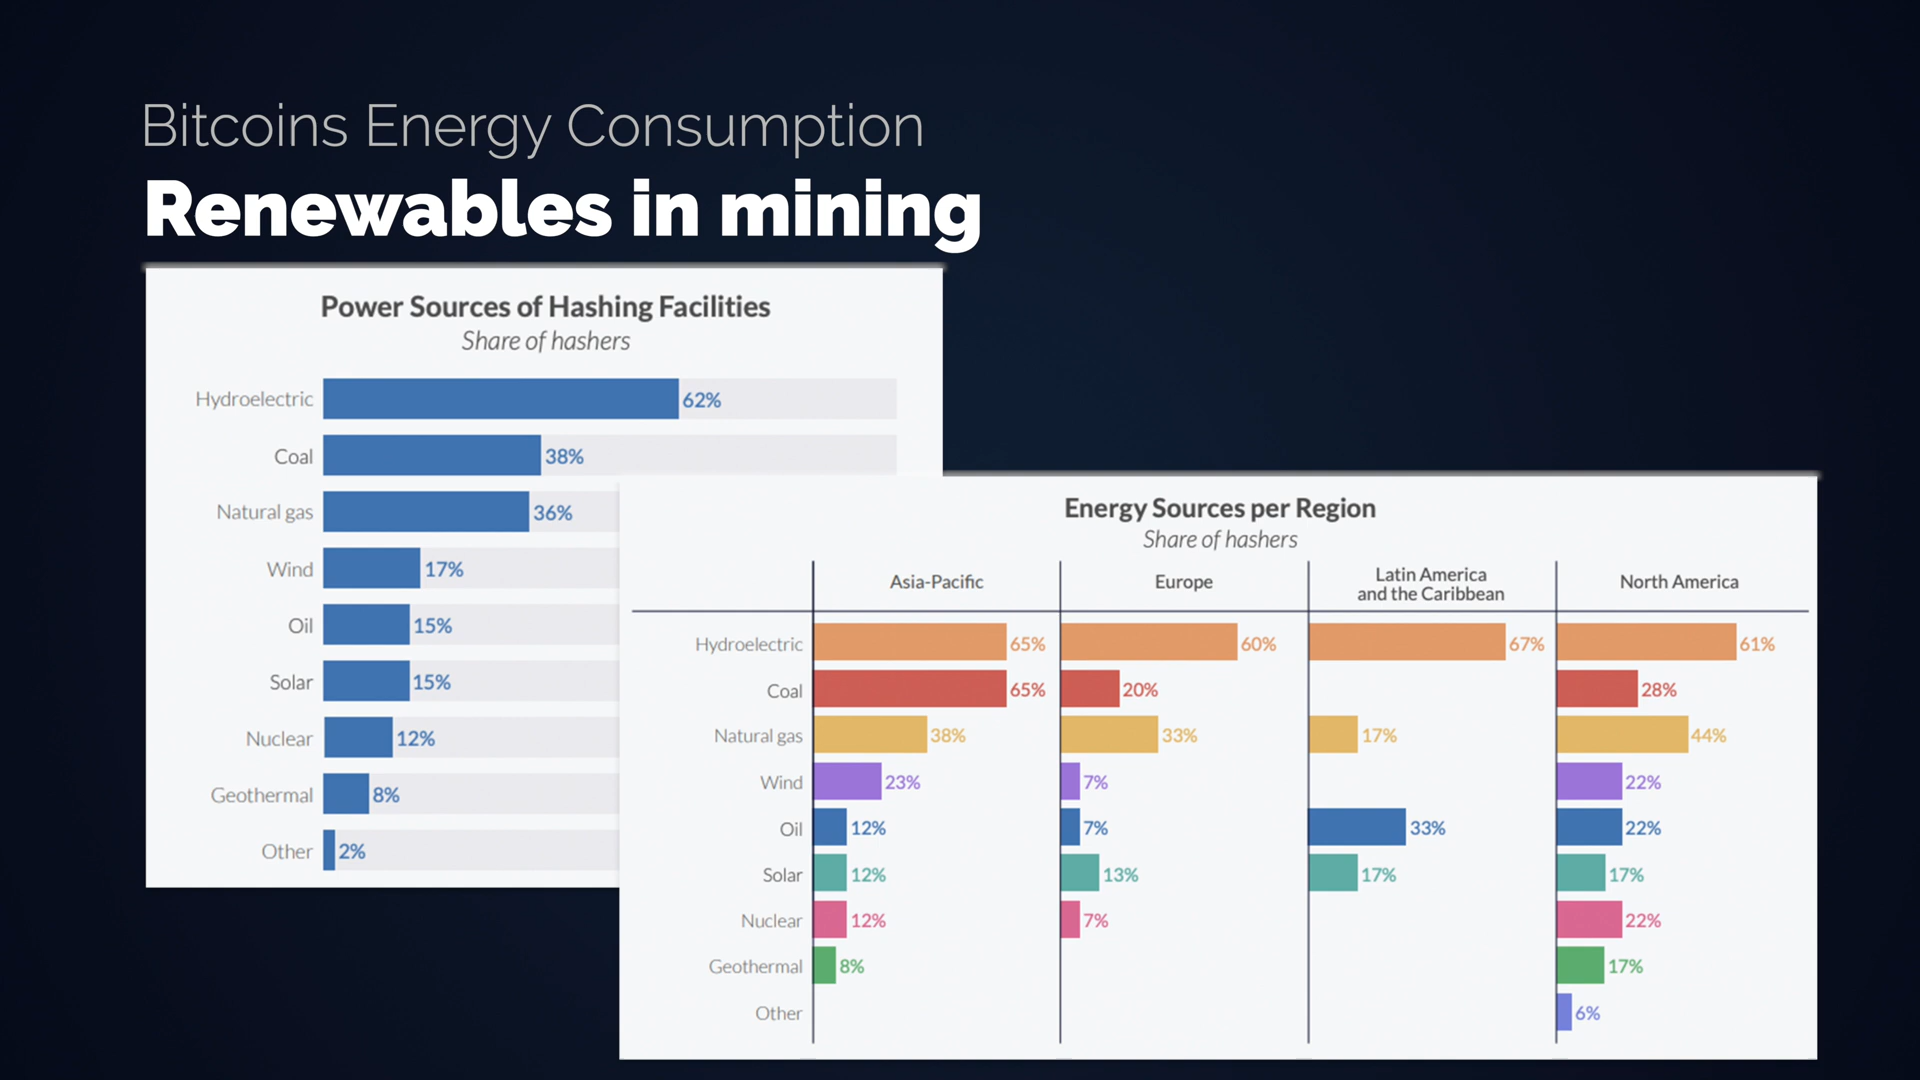 Bitcoins Energy Consumption
Renewables in mining
Power Sources of Hashing Facilities
Share of hashers
Hydroelectric 62%
Coal 38%
Natural gas 36%
Wind 17%
Oil 15%
Solar 15%
Nuclear 12%
Geothermal 8%
Other 2%
Energy Sources per Region
Share of hashers
Asia-Pacific Europe Latin America and the Caribbean North America
Hydroelectric 65% 60% 67% 61%
Coal 65% 20% 28%
Natural gas 38% 33% 17% 44%
Wind 23% 7% 22%
Oil 12% 7% 33% 22%
Solar 12% 13% 17% 17%
Nuclear 12% 7% 22%
Geothermal 8% 17%
Other 6%